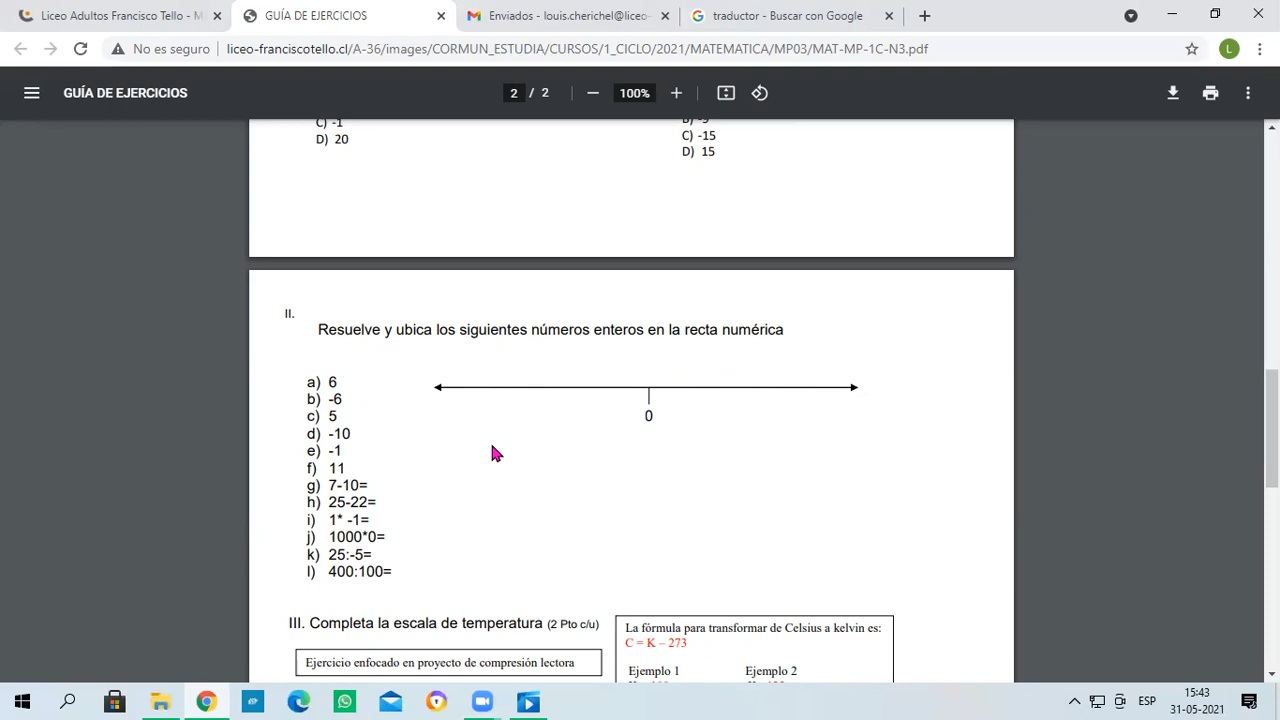 Liceo Adultos Francisco Tello - M
GUÍA DE EJERCICIOS
Enviados - louis.cherichel@liceo-
traductor - Buscar con Google
No es seguro
liceo-franciscotello.cl/A-36/images/CORMUN_ESTUDIA/CURSOS/1_CICLO/2021/MATEMATICA/MP03/MAT-MP-1C-N3.pdf
L
GUÍA DE EJERCICIOS
2 / 2
100%
C) -1
D) 20
C) -15
D) 15
II.
Resuelve y ubica los siguientes números enteros en la recta numérica
a) 6
b) -6
c) 5
d) -10
e) -1
f) 11
g) 7-10=
h) 25-22=
i) 1* -1=
j) 1000*0=
k) 25:-5=
l) 400:100=
0
III. Completa la escala de temperatura (2 Pto c/u)
Ejercicio enfocado en proyecto de compresión lectora
La fórmula para transformar de Celsius a kelvin es:
C = K – 273
Ejemplo 1
Ejemplo 2
ESP
15:43
31-05-2021